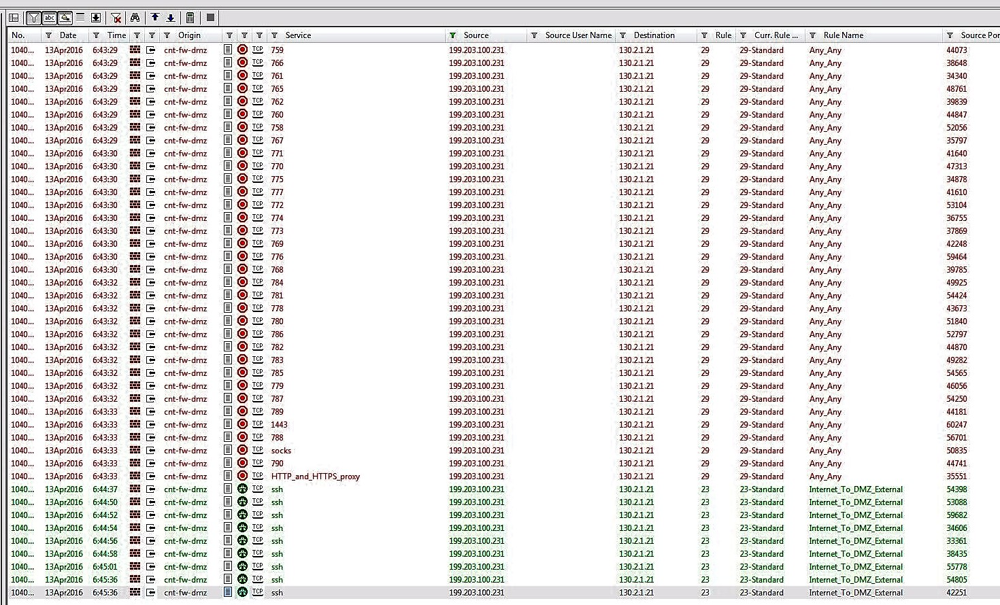 abc
No. Date Time Origin Service Source Source User Name Destination Rule Curr. Rule ... Rule Name Source Por
1040... 13Apr2016 6:43:29 cnt-fw-dmz TCP 759 199.203.100.231 130.2.1.21 29 29-Standard Any_Any 44073
1040... 13Apr2016 6:43:29 cnt-fw-dmz TCP 766 199.203.100.231 130.2.1.21 29 29-Standard Any_Any 38648
1040... 13Apr2016 6:43:29 cnt-fw-dmz TCP 761 199.203.100.231 130.2.1.21 29 29-Standard Any_Any 34340
1040... 13Apr2016 6:43:29 cnt-fw-dmz TCP 765 199.203.100.231 130.2.1.21 29 29-Standard Any_Any 48761
1040... 13Apr2016 6:43:29 cnt-fw-dmz TCP 762 199.203.100.231 130.2.1.21 29 29-Standard Any_Any 39839
1040... 13Apr2016 6:43:29 cnt-fw-dmz TCP 760 199.203.100.231 130.2.1.21 29 29-Standard Any_Any 44847
1040... 13Apr2016 6:43:29 cnt-fw-dmz TCP 758 199.203.100.231 130.2.1.21 29 29-Standard Any_Any 52056
1040... 13Apr2016 6:43:29 cnt-fw-dmz TCP 767 199.203.100.231 130.2.1.21 29 29-Standard Any_Any 35797
1040... 13Apr2016 6:43:30 cnt-fw-dmz TCP 771 199.203.100.231 130.2.1.21 29 29-Standard Any_Any 41640
1040... 13Apr2016 6:43:30 cnt-fw-dmz TCP 770 199.203.100.231 130.2.1.21 29 29-Standard Any_Any 47313
1040... 13Apr2016 6:43:30 cnt-fw-dmz TCP 775 199.203.100.231 130.2.1.21 29 29-Standard Any_Any 34878
1040... 13Apr2016 6:43:30 cnt-fw-dmz TCP 777 199.203.100.231 130.2.1.21 29 29-Standard Any_Any 41610
1040... 13Apr2016 6:43:30 cnt-fw-dmz TCP 772 199.203.100.231 130.2.1.21 29 29-Standard Any_Any 53104
1040... 13Apr2016 6:43:30 cnt-fw-dmz TCP 774 199.203.100.231 130.2.1.21 29 29-Standard Any_Any 36755
1040... 13Apr2016 6:43:30 cnt-fw-dmz TCP 773 199.203.100.231 130.2.1.21 29 29-Standard Any_Any 37869
1040... 13Apr2016 6:43:30 cnt-fw-dmz TCP 769 199.203.100.231 130.2.1.21 29 29-Standard Any_Any 42248
1040... 13Apr2016 6:43:30 cnt-fw-dmz TCP 776 199.203.100.231 130.2.1.21 29 29-Standard Any_Any 59464
1040... 13Apr2016 6:43:30 cnt-fw-dmz TCP 768 199.203.100.231 130.2.1.21 29 29-Standard Any_Any 39785
1040... 13Apr2016 6:43:32 cnt-fw-dmz TCP 784 199.203.100.231 130.2.1.21 29 29-Standard Any_Any 49925
1040... 13Apr2016 6:43:32 cnt-fw-dmz TCP 781 199.203.100.231 130.2.1.21 29 29-Standard Any_Any 54424
1040... 13Apr2016 6:43:32 cnt-fw-dmz TCP 778 199.203.100.231 130.2.1.21 29 29-Standard Any_Any 43673
1040... 13Apr2016 6:43:32 cnt-fw-dmz TCP 780 199.203.100.231 130.2.1.21 29 29-Standard Any_Any 51840
1040... 13Apr2016 6:43:32 cnt-fw-dmz TCP 786 199.203.100.231 130.2.1.21 29 29-Standard Any_Any 52797
1040... 13Apr2016 6:43:32 cnt-fw-dmz TCP 782 199.203.100.231 130.2.1.21 29 29-Standard Any_Any 44870
1040... 13Apr2016 6:43:32 cnt-fw-dmz TCP 783 199.203.100.231 130.2.1.21 29 29-Standard Any_Any 49282
1040... 13Apr2016 6:43:32 cnt-fw-dmz TCP 785 199.203.100.231 130.2.1.21 29 29-Standard Any_Any 54565
1040... 13Apr2016 6:43:32 cnt-fw-dmz TCP 779 199.203.100.231 130.2.1.21 29 29-Standard Any_Any 46056
1040... 13Apr2016 6:43:32 cnt-fw-dmz TCP 787 199.203.100.231 130.2.1.21 29 29-Standard Any_Any 54250
1040... 13Apr2016 6:43:33 cnt-fw-dmz TCP 789 199.203.100.231 130.2.1.21 29 29-Standard Any_Any 44181
1040... 13Apr2016 6:43:33 cnt-fw-dmz TCP 1443 199.203.100.231 130.2.1.21 29 29-Standard Any_Any 60247
1040... 13Apr2016 6:43:33 cnt-fw-dmz TCP 788 199.203.100.231 130.2.1.21 29 29-Standard Any_Any 56701
1040... 13Apr2016 6:43:33 cnt-fw-dmz TCP socks 199.203.100.231 130.2.1.21 29 29-Standard Any_Any 50835
1040... 13Apr2016 6:43:33 cnt-fw-dmz TCP 790 199.203.100.231 130.2.1.21 29 29-Standard Any_Any 44741
1040... 13Apr2016 6:43:33 cnt-fw-dmz TCP HTTP_and_HTTPS_proxy 199.203.100.231 130.2.1.21 29 29-Standard Any_Any 35551
1040... 13Apr2016 6:44:37 cnt-fw-dmz TCP ssh 199.203.100.231 130.2.1.21 23 23-Standard Internet_To_DMZ_External 54398
1040... 13Apr2016 6:44:50 cnt-fw-dmz TCP ssh 199.203.100.231 130.2.1.21 23 23-Standard Internet_To_DMZ_External 53088
1040... 13Apr2016 6:44:52 cnt-fw-dmz TCP ssh 199.203.100.231 130.2.1.21 23 23-Standard Internet_To_DMZ_External 59682
1040... 13Apr2016 6:44:54 cnt-fw-dmz TCP ssh 199.203.100.231 130.2.1.21 23 23-Standard Internet_To_DMZ_External 34606
1040... 13Apr2016 6:44:56 cnt-fw-dmz TCP ssh 199.203.100.231 130.2.1.21 23 23-Standard Internet_To_DMZ_External 33361
1040... 13Apr2016 6:44:58 cnt-fw-dmz TCP ssh 199.203.100.231 130.2.1.21 23 23-Standard Internet_To_DMZ_External 38435
1040... 13Apr2016 6:45:01 cnt-fw-dmz TCP ssh 199.203.100.231 130.2.1.21 23 23-Standard Internet_To_DMZ_External 55778
1040... 13Apr2016 6:45:36 cnt-fw-dmz TCP ssh 199.203.100.231 130.2.1.21 23 23-Standard Internet_To_DMZ_External 54805
1040... 13Apr2016 6:45:36 cnt-fw-dmz TCP ssh 199.203.100.231 130.2.1.21 23 23-Standard Internet_To_DMZ_External 42251